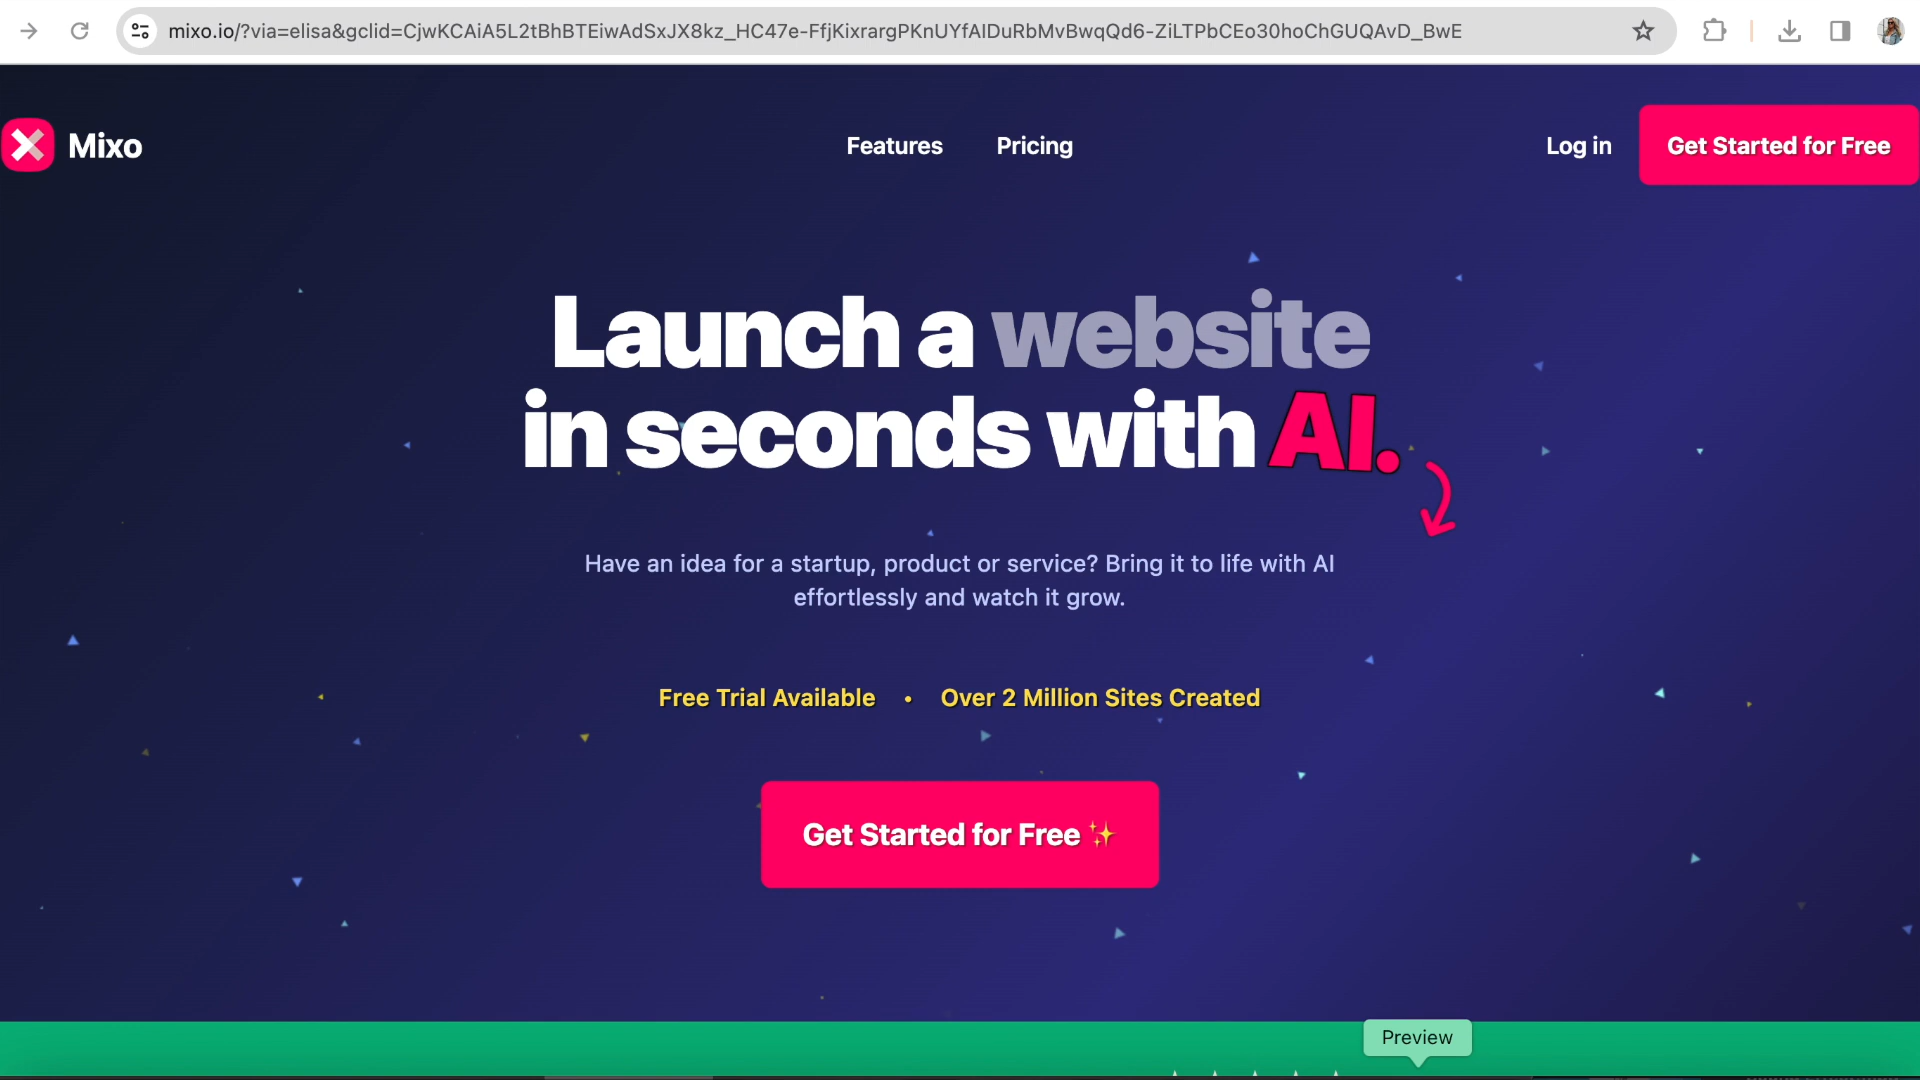 mixo.io/?via=elisa&gclid=CjwKCAiA5L2tBhBTEiwAdSxJX8kz_HC47e-FfjKixrargPKnUYfAIDuRbMvBwqQd6-ZiLTPbCEo30hoChGUQAvD_BwE
Mixo
Features
Pricing
Log in
Get Started for Free
Launch a website
in seconds with AI.
Have an idea for a startup, product or service? Bring it to life with AI
effortlessly and watch it grow.
Free Trial Available • Over 2 Million Sites Created
Get Started for Free ✨
Preview